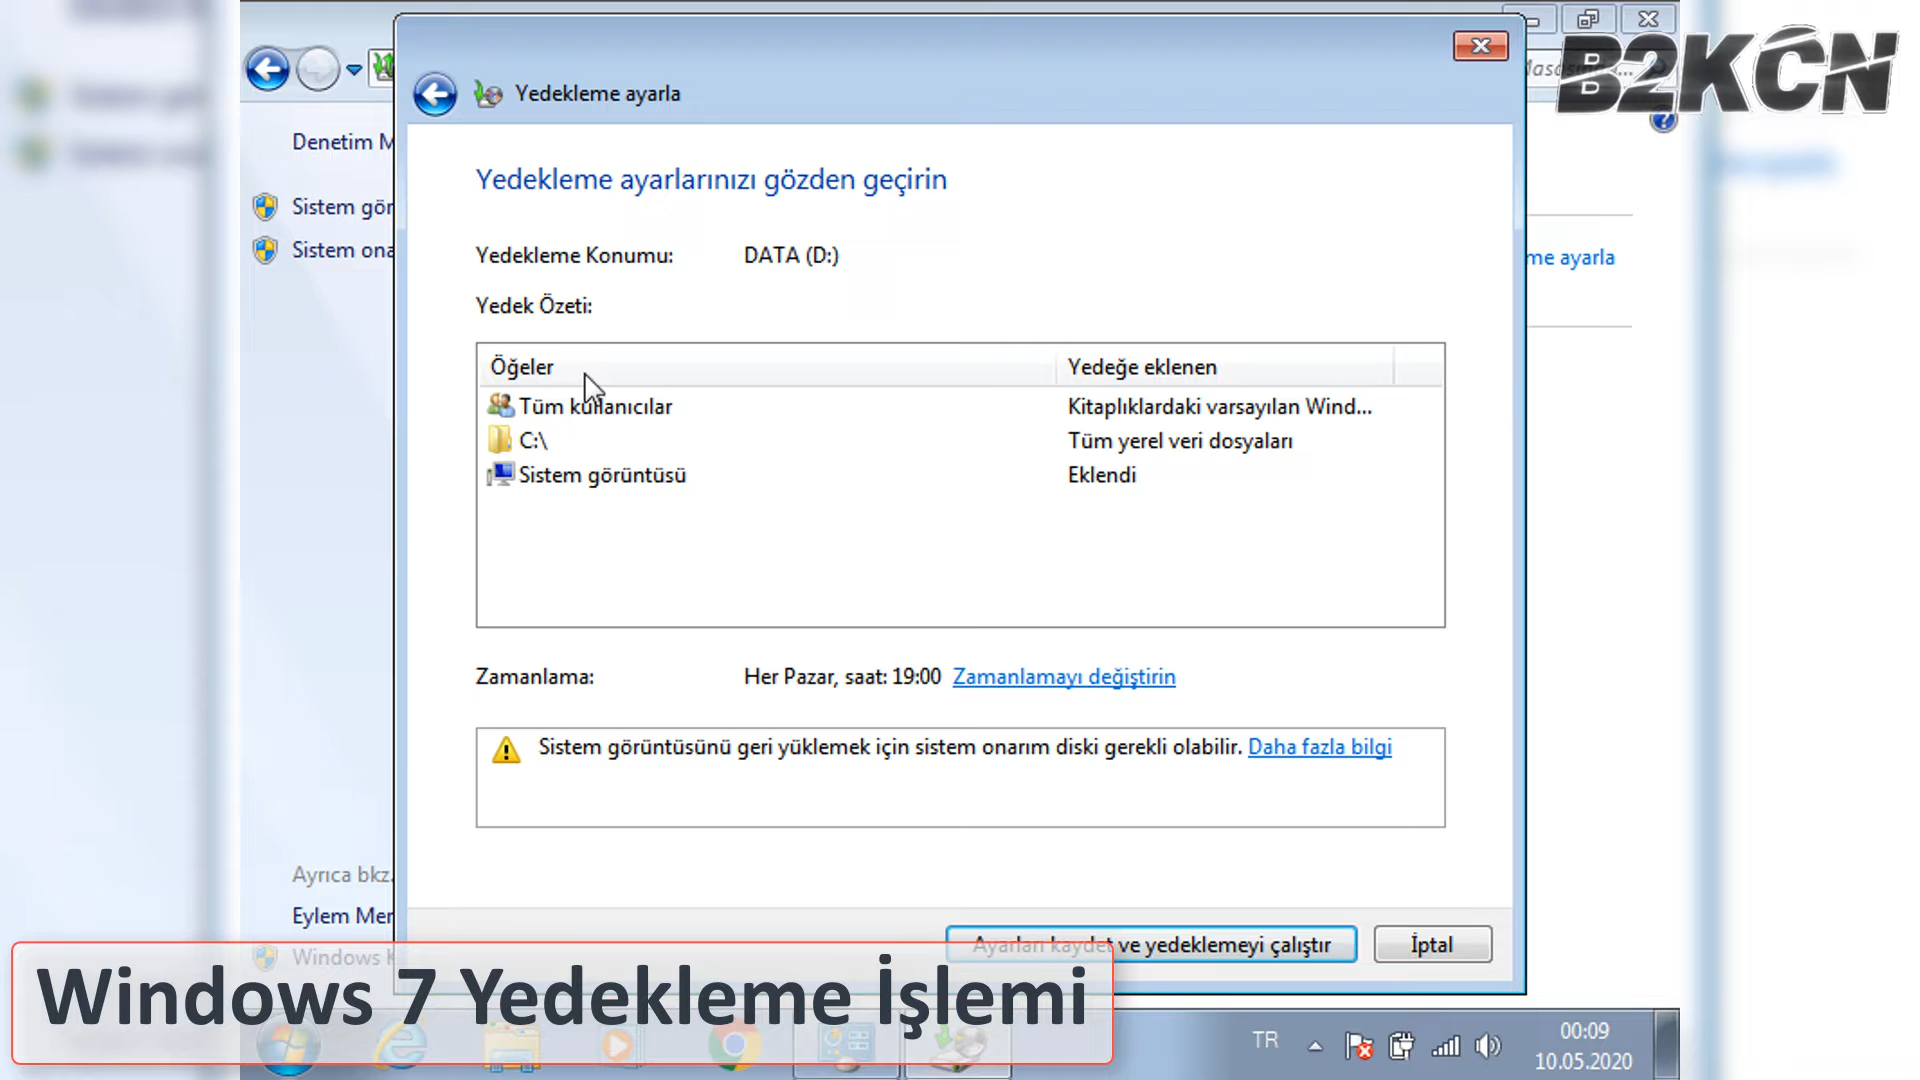 B2KCN
B
B
Yedekleme ayarla
Denetim M
Yedekleme ayarlarınızı gözden geçirin
Sistem gör
Sistem ona
Yedekleme Konumu: DATA (D:)
me ayarla
Yedek Özeti:
Öğeler Yedeğe eklenen
Tüm kullanıcılar Kitaplıklardaki varsayılan Wind...
C:\ Tüm yerel veri dosyaları
Sistem görüntüsü Eklendi
Zamanlama: Her Pazar, saat: 19:00 Zamanlamayı değiştirin
Sistem görüntüsünü geri yüklemek için sistem onarım diski gerekli olabilir. Daha fazla bilgi
Ayrıca bkz.
Eylem Mer
Windows K
Ayarları kaydet ve yedeklemeyi çalıştır İptal
Windows 7 Yedekleme İşlemi
TR
00:09
10.05.2020